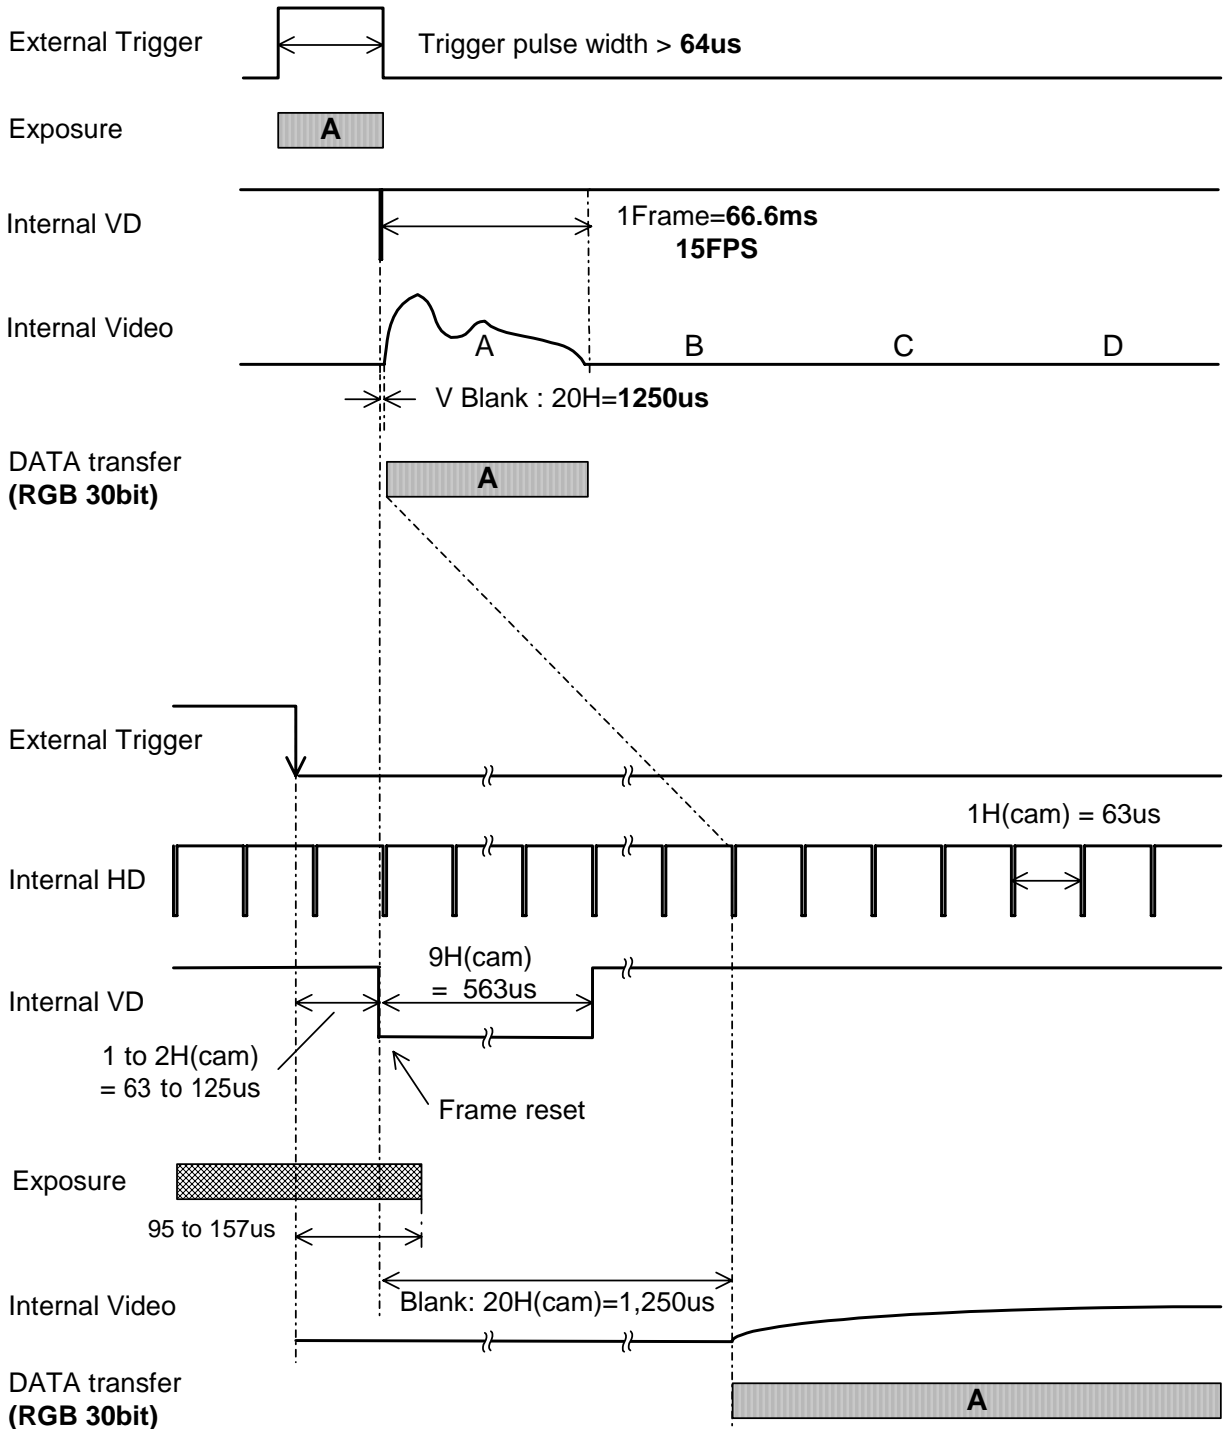 External Trigger
Trigger pulse width > 64us
Exposure
A
Internal VD
1Frame=66.6ms
15FPS
Internal Video
A
B
C
D
V Blank : 20H=1250us
DATA transfer
(RGB 30bit)
A
External Trigger
1H(cam) = 63us
Internal HD
9H(cam)
= 563us
Internal VD
1 to 2H(cam)
= 63 to 125us
Frame reset
Exposure
95 to 157us
Blank: 20H(cam)=1,250us
Internal Video
DATA transfer
(RGB 30bit)
A